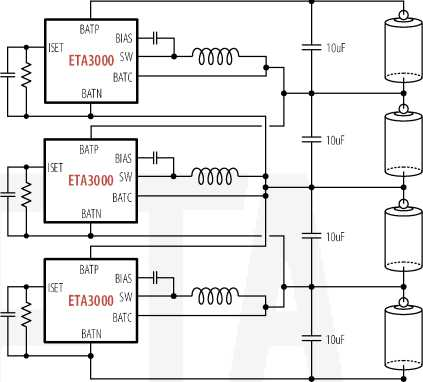 BATP
BIAS
ISET
ETA3000
SW
10uF
BATC
BATN
BATP
10uF
BIAS
ISET
ETA3000
SW
BATC
BATN
10uF
BATP
BIAS
ISET
ETA3000
SW
BATC
BATN
10uF
ETA